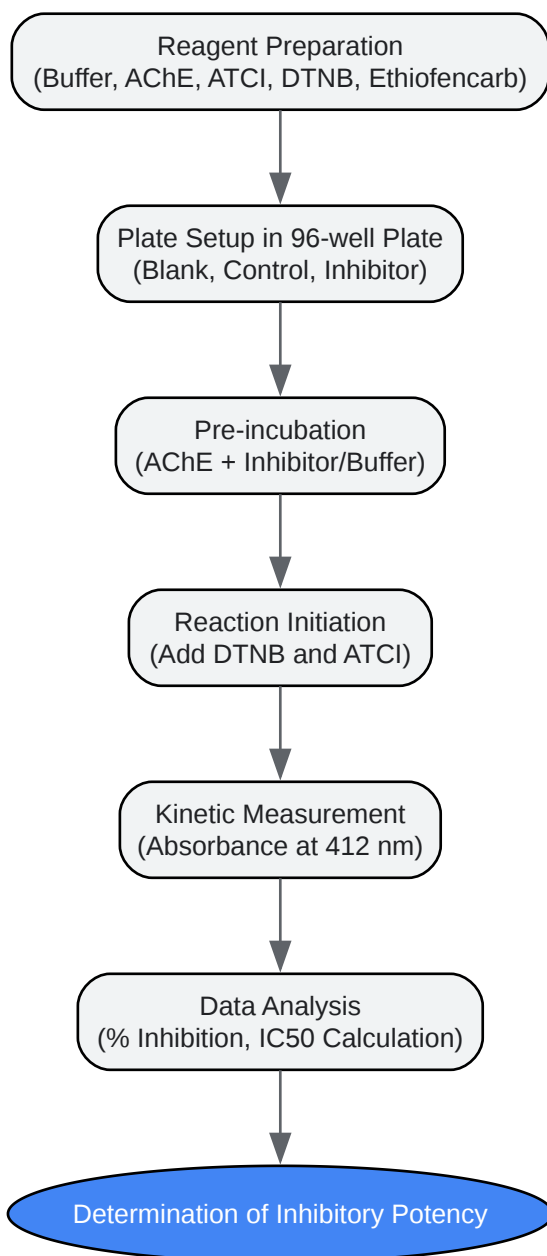 Reagent Preparation
(Buffer, AChE, ATCI, DTNB, Ethiofencarb)
Plate Setup in 96-well Plate
(Blank, Control, Inhibitor)
Pre-incubation
(AChE + Inhibitor/Buffer)
Reaction Initiation
(Add DTNB and ATCI)
Kinetic Measurement
(Absorbance at 412 nm)
Data Analysis
(% Inhibition, IC50 Calculation)
Determination of Inhibitory Potency